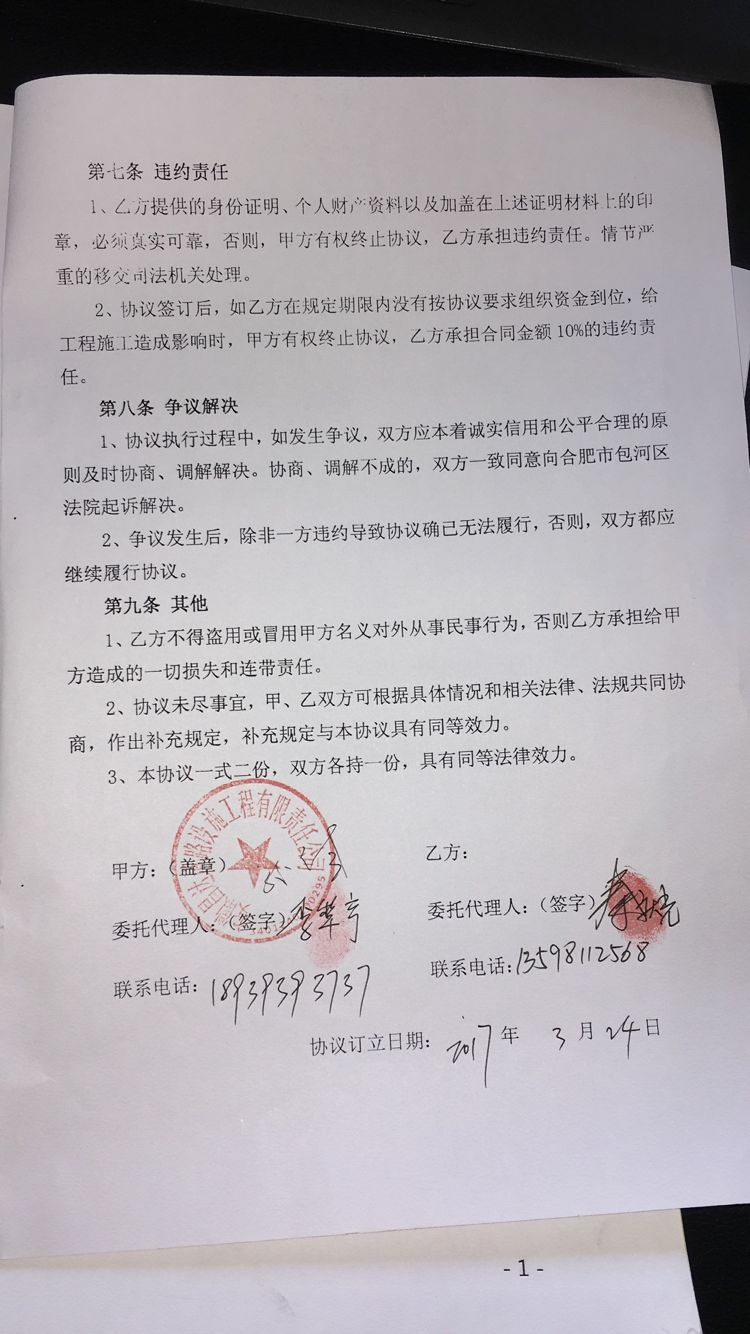 第七条 违约责任
1、乙方提供的身份证明、个人财产资料以及加盖在上述证明材料上的印
章，必须真实可靠，否则，甲方有权终止协议，乙方承担违约责任。情节严
重的移交司法机关处理。
2、协议签订后，如乙方在规定期限内没有按协议要求组织资金到位，给
工程施工造成影响时，甲方有权终止协议，乙方承担合同金额10%的违约责
任。
第八条 争议解决
1、协议执行过程中，如发生争议，双方应本着诚实信用和公平合理的原
则及时协商、调解解决。协商、调解不成的，双方一致同意向合肥市包河区
法院起诉解决。
2、争议发生后，除非一方违约导致协议确已无法履行，否则，双方都应
继续履行协议。
第九条 其他
1、乙方不得盗用或冒用甲方名义对外从事民事行为，否则乙方承担给甲
方造成的一切损失和连带责任。
2、协议未尽事宜，甲、乙双方可根据具体情况和相关法律、法规共同协
商，作出补充规定，补充规定与本协议具有同等效力。
3、本协议一式二份，双方各持一份，具有同等法律效力。
路设施工程有限责任公司
甲方：（盖章）
乙方：
委托代理人：（签字）
委托代理人：（签字）
联系电话：18939393737
联系电话：13598112568
协议订立日期：2017年 3月24日
-1-